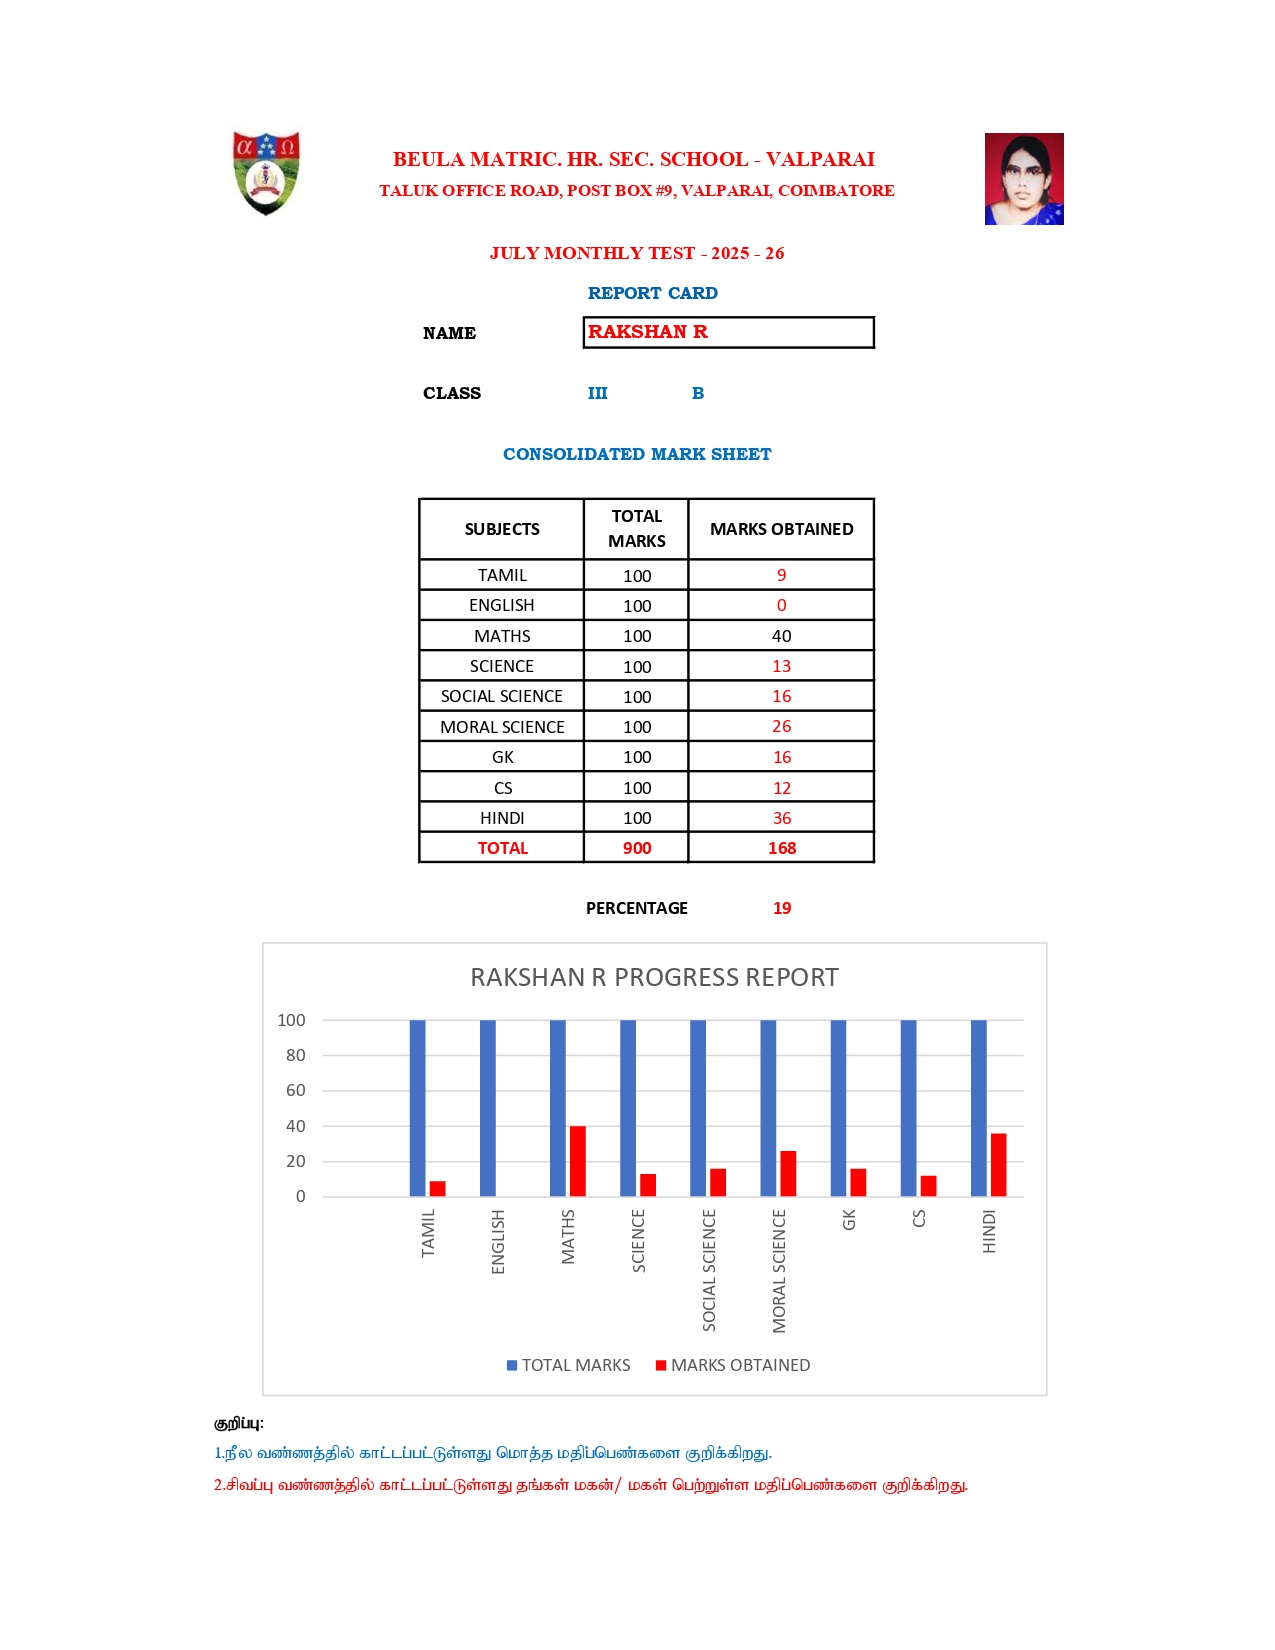 α Ω
BEULA MATRIC. HR. SEC. SCHOOL - VALPARAI
TALUK OFFICE ROAD, POST BOX #9, VALPARAI, COIMBATORE
JULY MONTHLY TEST - 2025 - 26
REPORT CARD
NAME RAKSHAN R
CLASS III B
CONSOLIDATED MARK SHEET
SUBJECTS TOTAL MARKS MARKS OBTAINED
TAMIL 100 9
ENGLISH 100 0
MATHS 100 40
SCIENCE 100 13
SOCIAL SCIENCE 100 16
MORAL SCIENCE 100 26
GK 100 16
CS 100 12
HINDI 100 36
TOTAL 900 168
PERCENTAGE 19
RAKSHAN R PROGRESS REPORT
100
80
60
40
20
0
TAMIL ENGLISH MATHS SCIENCE SOCIAL SCIENCE MORAL SCIENCE GK CS HINDI
TOTAL MARKS MARKS OBTAINED
குறிப்பு:
1.நீல வண்ணத்தில் காட்டப்பட்டுள்ளது மொத்த மதிப்பெண்களை குறிக்கிறது.
2.சிவப்பு வண்ணத்தில் காட்டப்பட்டுள்ளது தங்கள் மகன்/ மகள் பெற்றுள்ள மதிப்பெண்களை குறிக்கிறது.